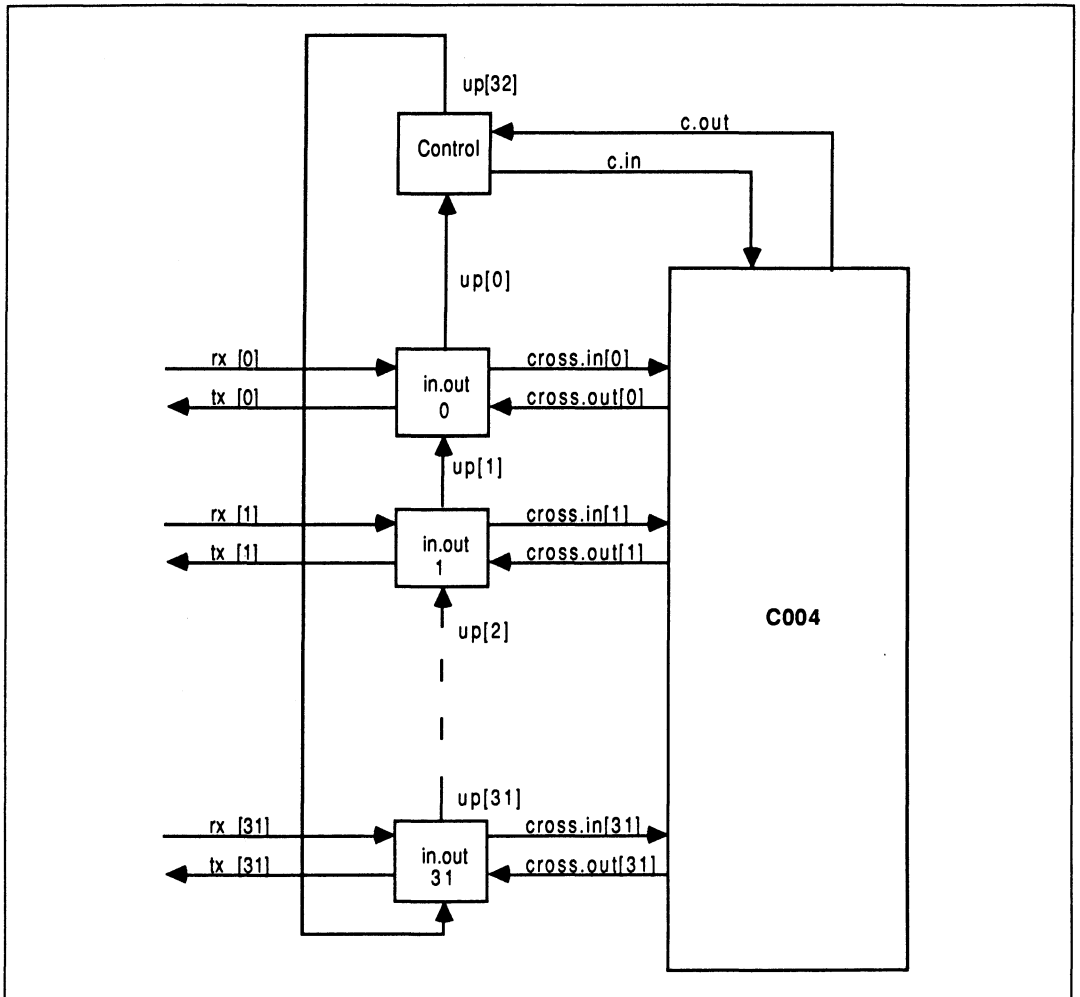 up[32]
Control
c.out
c.in
up[0]
rx [0]
tx [0]
in.out
0
cross.in[0]
cross.out[0]
up[1]
rx [1]
tx [1]
in.out
1
cross.in[1]
cross.out[1]
C004
up[2]
up[31]
rx [31]
tx [31]
in.out
31
cross.in[31]
cross.out[31]